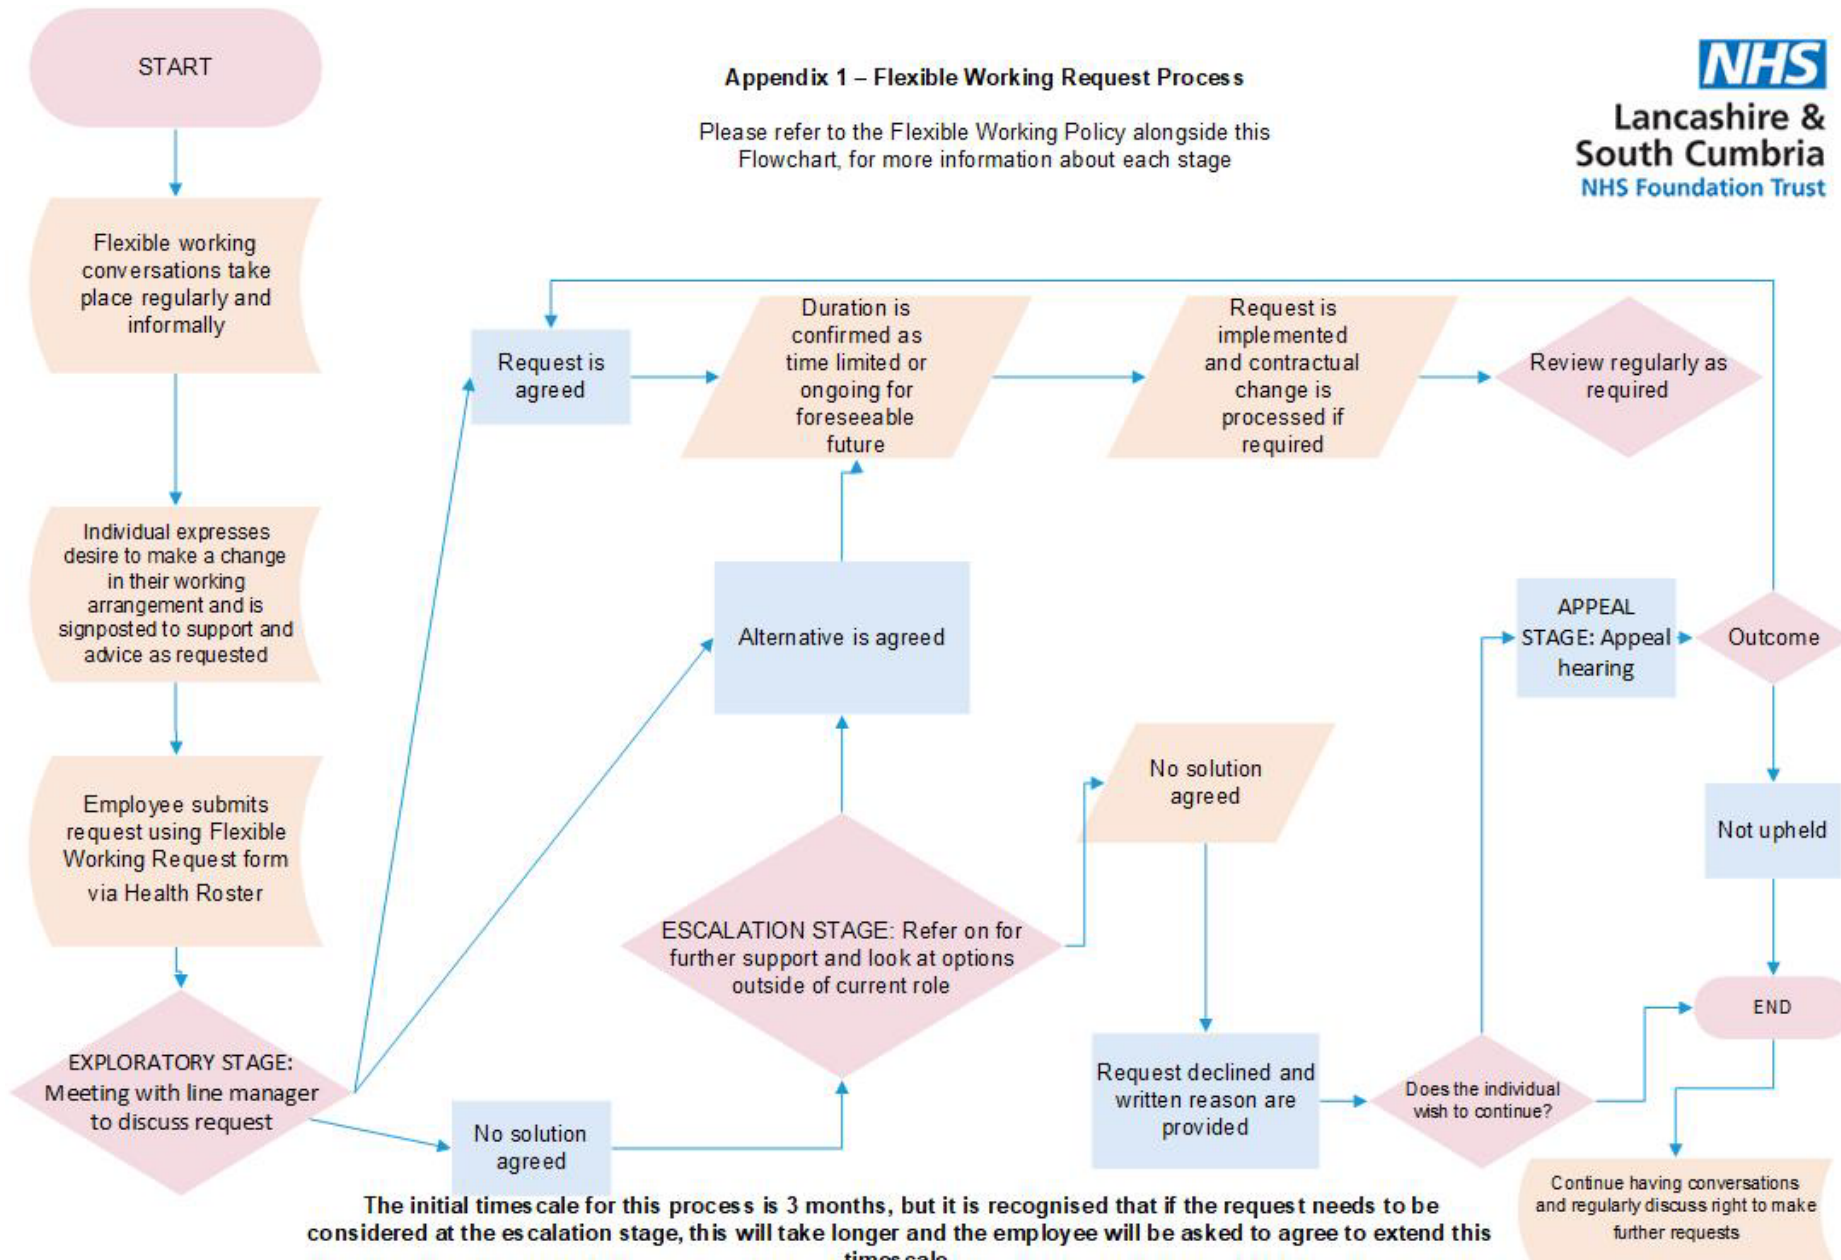 START
Appendix 1 – Flexible Working Request Process
Please refer to the Flexible Working Policy alongside this
Flowchart, for more information about each stage
NHS
Lancashire &
South Cumbria
NHS Foundation Trust
Flexible working
conversations take
place regularly and
informally
Individual expresses
desire to make a change
in their working
arrangement and is
signposted to support and
advice as requested
Employee submits
request using Flexible
Working Request form
via Health Roster
EXPLORATORY STAGE:
Meeting with line manager
to discuss request
Request is
agreed
Duration is
confirmed as
time limited or
ongoing for
foreseeable
future
Request is
implemented
and contractual
change is
processed if
required
Review regularly as
required
Alternative is agreed
No solution
agreed
ESCALATION STAGE: Refer on for
further support and look at options
outside of current role
No solution
agreed
Request declined and
written reason are
provided
Does the individual
wish to continue?
APPEAL
STAGE: Appeal
hearing
Outcome
Not upheld
END
Continue having conversations
and regularly discuss right to make
further requests
The initial timescale for this process is 3 months, but it is recognised that if the request needs to be
considered at the escalation stage, this will take longer and the employee will be asked to agree to extend this
timescale